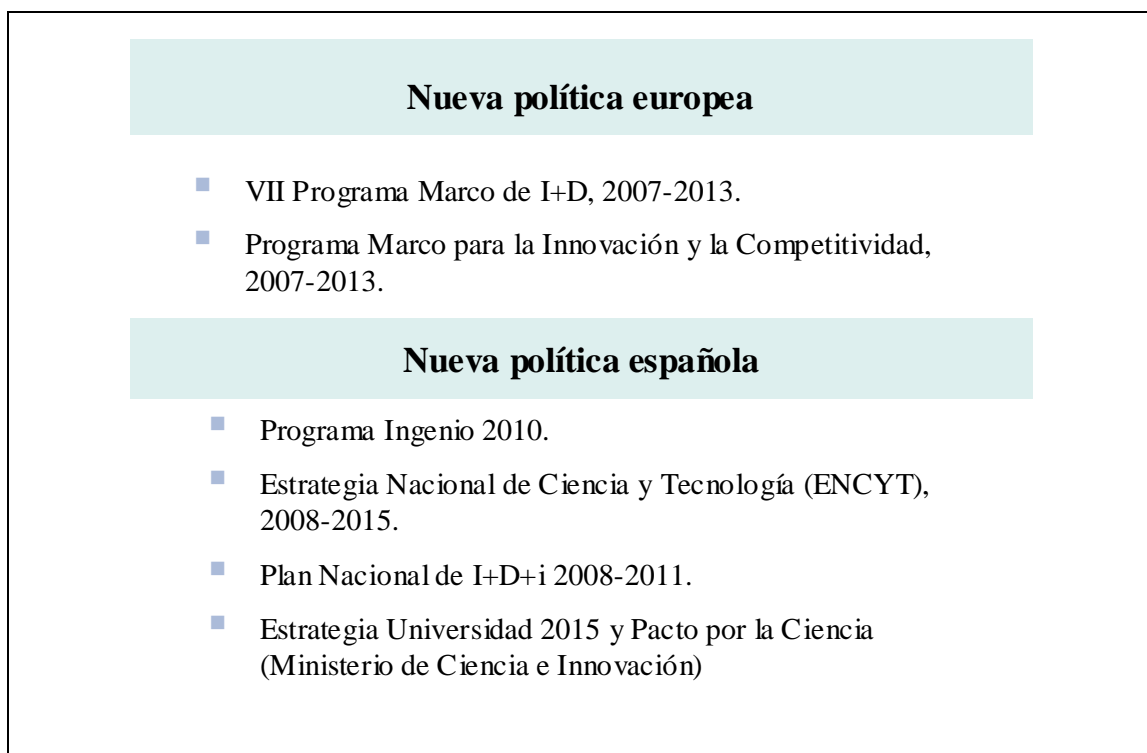 Nueva política europea
VII Programa Marco de I+D, 2007-2013.
Programa Marco para la Innovación y la Competitividad,
2007-2013.
Nueva política española
Programa Ingenio 2010.
Estrategia Nacional de Ciencia y Tecnología (ENCYT),
2008-2015.
Plan Nacional de I+D+i 2008-2011.
Estrategia Universidad 2015 y Pacto por la Ciencia
(Ministerio de Ciencia e Innovación)